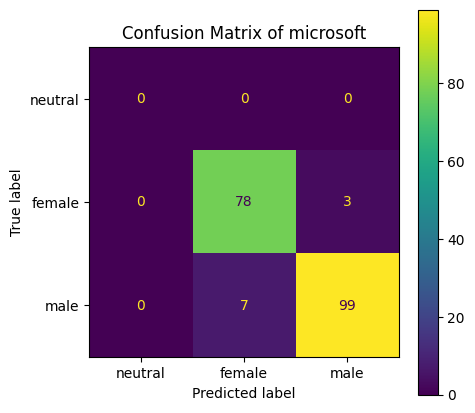 Confusion Matrix of microsoft
neutral 0 0 0
female 0 78 3
male 0 7 99
neutral female male
Predicted label
True label
80
60
40
20
0